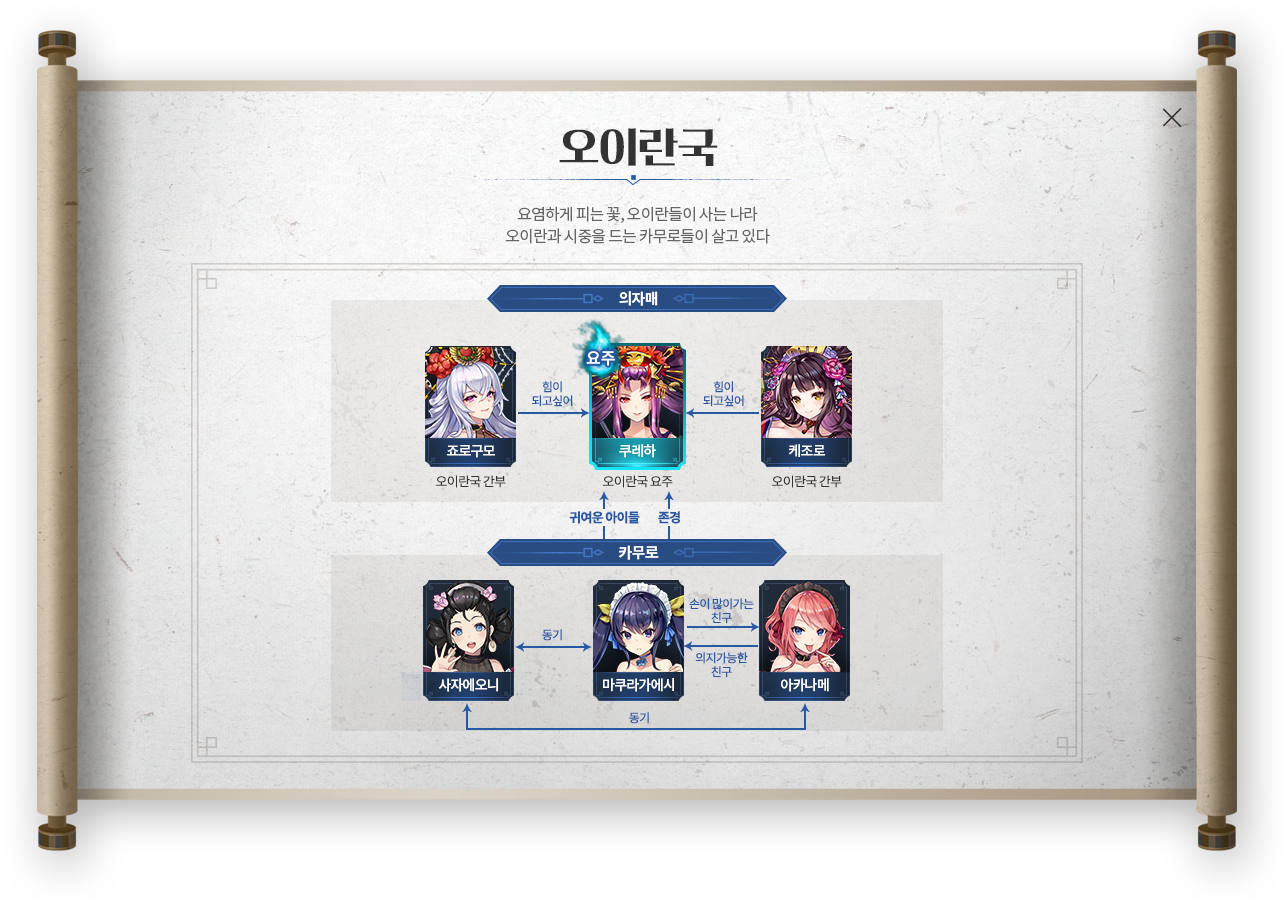 오이란국
요염하게 피는 꽃, 오이란들이 사는 나라
오이란과 시중을 드는 카무로들이 살고 있다
의자매
요주
힘이
되고싶어
힘이
되고싶어
죠로구모
쿠레하
케조로
오이란국 간부
오이란국 요주
오이란국 간부
귀여운 아이들
존경
카무로
손이 많이가는
친구
동기
의지가능한
친구
사자에오니
마쿠라가에시
아카나메
동기